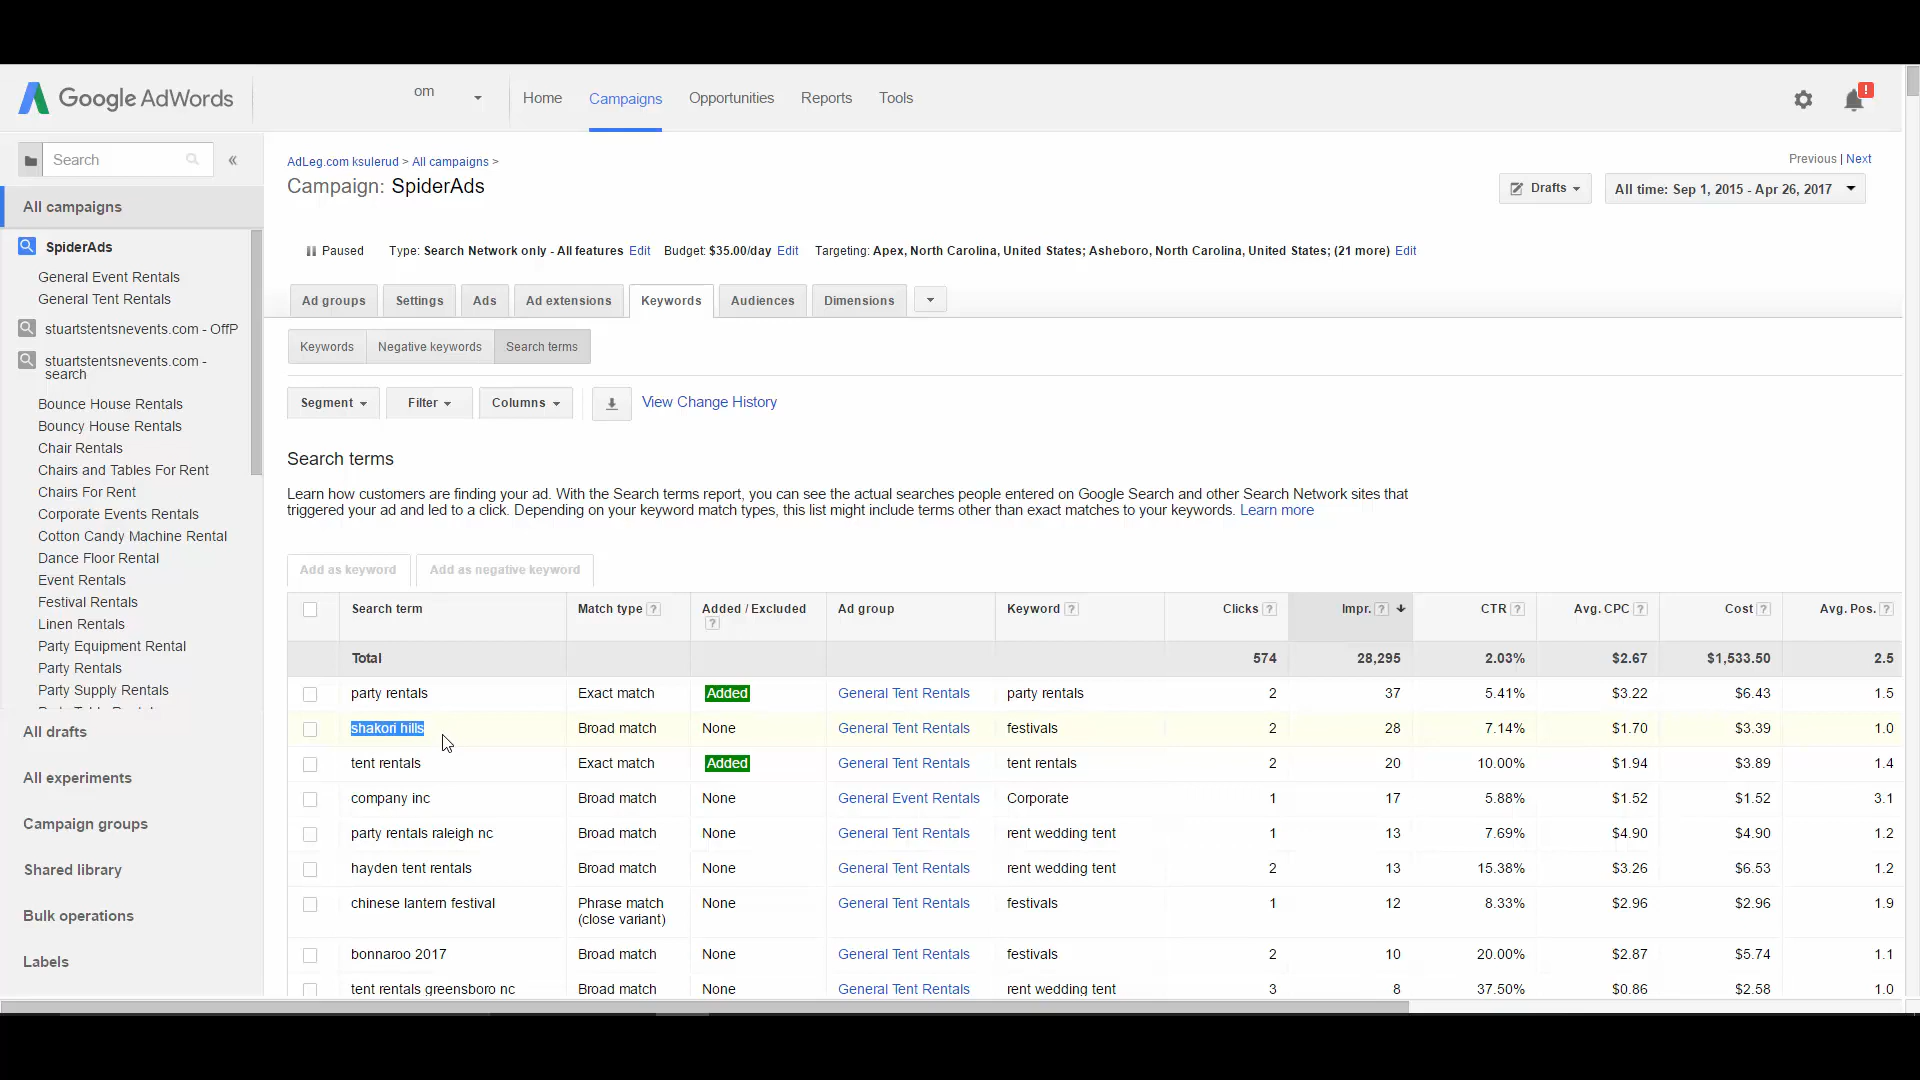 Google AdWords
om
Home
Campaigns
Opportunities
Reports
Tools
!
Search
«
All campaigns
SpiderAds
General Event Rentals
General Tent Rentals
stuartstentsnevents.com - OffP
stuartstentsnevents.com -
search
Bounce House Rentals
Bouncy House Rentals
Chair Rentals
Chairs and Tables For Rent
Chairs For Rent
Corporate Events Rentals
Cotton Candy Machine Rental
Dance Floor Rental
Event Rentals
Festival Rentals
Linen Rentals
Party Equipment Rental
Party Rentals
Party Supply Rentals
All drafts
All experiments
Campaign groups
Shared library
Bulk operations
Labels
AdLeg.com ksulerud > All campaigns >
Previous | Next
Campaign: SpiderAds
Drafts
All time: Sep 1, 2015 - Apr 26, 2017
Paused Type: Search Network only - All features Edit Budget: $35.00/day Edit Targeting: Apex, North Carolina, United States; Asheboro, North Carolina, United States; (21 more) Edit
Ad groups Settings Ads Ad extensions Keywords Audiences Dimensions
Keywords Negative keywords Search terms
Segment Filter Columns View Change History
Search terms
Learn how customers are finding your ad. With the Search terms report, you can see the actual searches people entered on Google Search and other Search Network sites that
triggered your ad and led to a click. Depending on your keyword match types, this list might include terms other than exact matches to your keywords. Learn more
Add as keyword Add as negative keyword
Search term Match type ? Added / Excluded ? Ad group Keyword ? Clicks ? Impr. ? CTR ? Avg. CPC ? Cost ? Avg. Pos. ?
Total 574 28,295 2.03% $2.67 $1,533.50 2.5
party rentals Exact match Added General Tent Rentals party rentals 2 37 5.41% $3.22 $6.43 1.5
shakori hills Broad match None General Tent Rentals festivals 2 28 7.14% $1.70 $3.39 1.0
tent rentals Exact match Added General Tent Rentals tent rentals 2 20 10.00% $1.94 $3.89 1.4
company inc Broad match None General Event Rentals Corporate 1 17 5.88% $1.52 $1.52 3.1
party rentals raleigh nc Broad match None General Tent Rentals rent wedding tent 1 13 7.69% $4.90 $4.90 1.2
hayden tent rentals Broad match None General Tent Rentals rent wedding tent 2 13 15.38% $3.26 $6.53 1.2
chinese lantern festival Phrase match (close variant) None General Tent Rentals festivals 1 12 8.33% $2.96 $2.96 1.9
bonnaroo 2017 Broad match None General Tent Rentals festivals 2 10 20.00% $2.87 $5.74 1.1
tent rentals greensboro nc Broad match None General Tent Rentals rent wedding tent 3 8 37.50% $0.86 $2.58 1.0